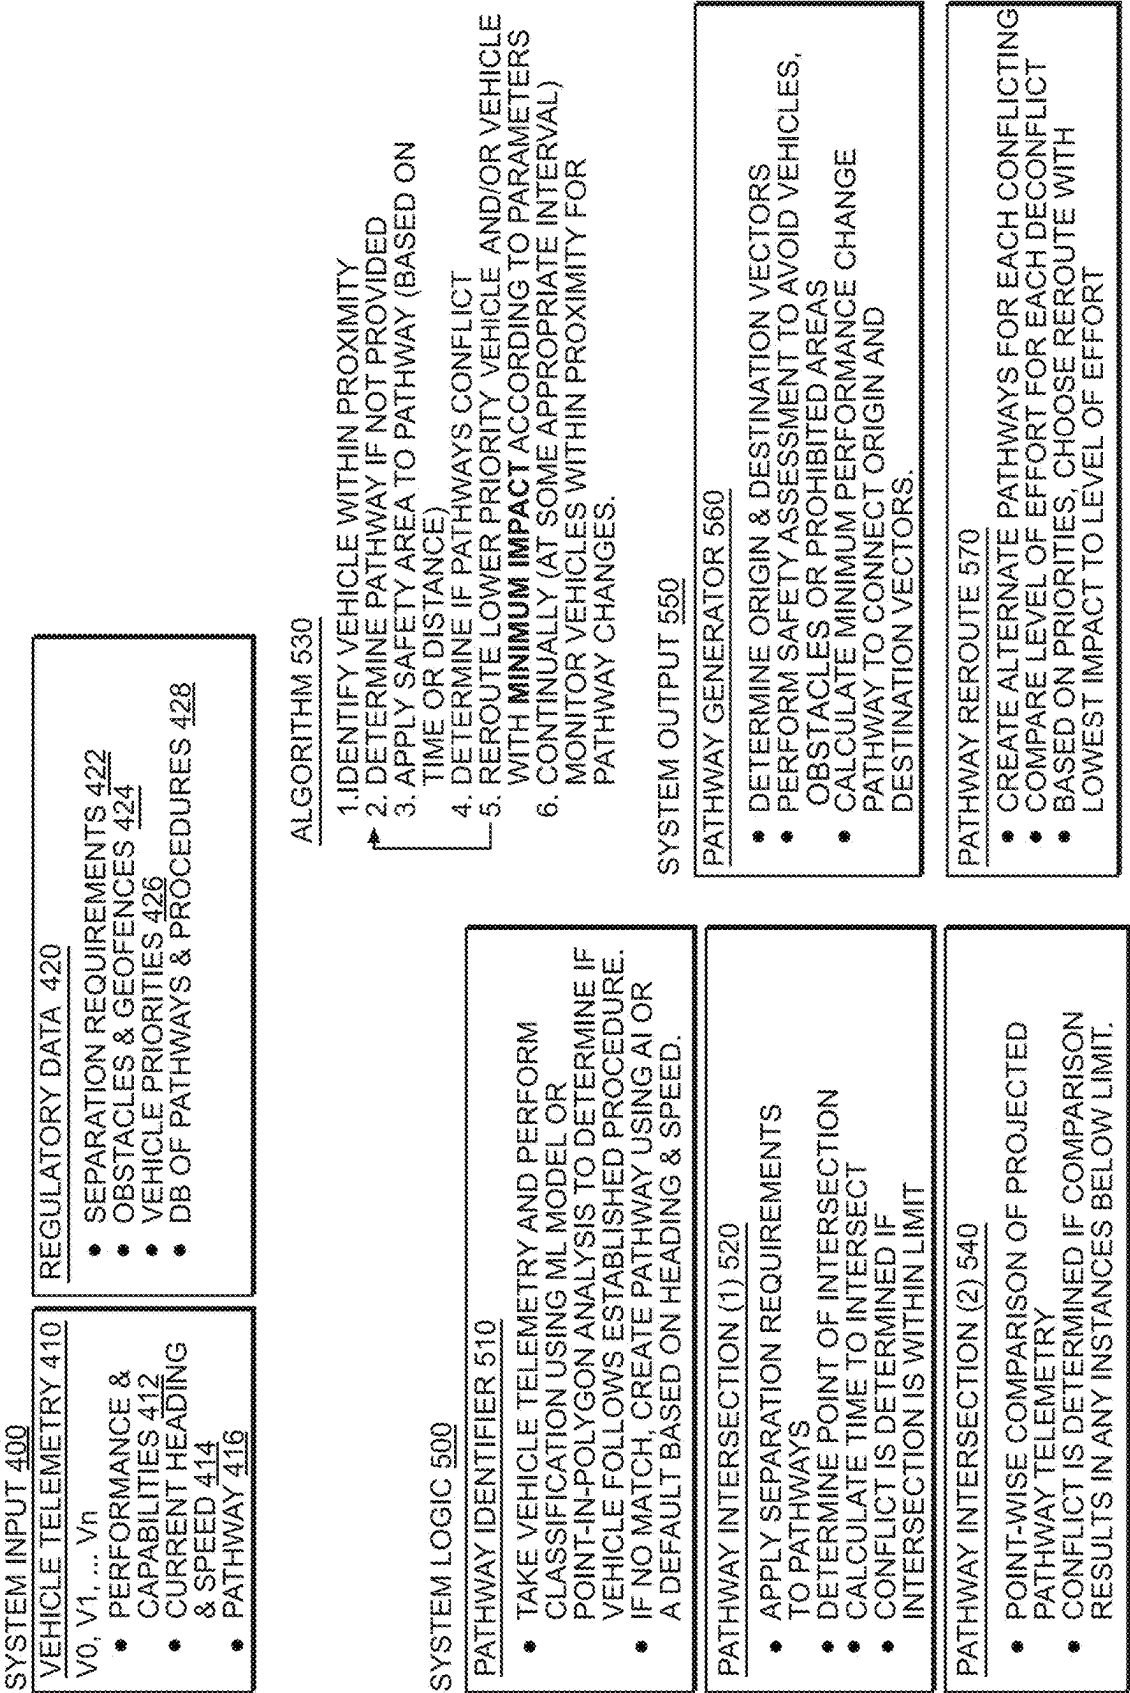 SYSTEM INPUT 400
VEHICLE TELEMETRY 410
V0, V1, ... Vn
• PERFORMANCE &
CAPABILITIES 412
• CURRENT HEADING
& SPEED 414
• PATHWAY 416
REGULATORY DATA 420
• SEPARATION REQUIREMENTS 422
• OBSTACLES & GEOFENCES 424
• VEHICLE PRIORITIES 426
• DB OF PATHWAYS & PROCEDURES 428
SYSTEM LOGIC 500
PATHWAY IDENTIFIER 510
• TAKE VEHICLE TELEMETRY AND PERFORM
CLASSIFICATION USING ML MODEL OR
POINT-IN-POLYGON ANALYSIS TO DETERMINE IF
VEHICLE FOLLOWS ESTABLISHED PROCEDURE.
• IF NO MATCH, CREATE PATHWAY USING AI OR
A DEFAULT BASED ON HEADING & SPEED.
PATHWAY INTERSECTION (1) 520
• APPLY SEPARATION REQUIREMENTS
TO PATHWAYS
• DETERMINE POINT OF INTERSECTION
• CALCULATE TIME TO INTERSECT
• CONFLICT IS DETERMINED IF
INTERSECTION IS WITHIN LIMIT
PATHWAY INTERSECTION (2) 540
• POINT-WISE COMPARISON OF PROJECTED
PATHWAY TELEMETRY
• CONFLICT IS DETERMINED IF COMPARISON
RESULTS IN ANY INSTANCES BELOW LIMIT.
ALGORITHM 530
1.IDENTIFY VEHICLE WITHIN PROXIMITY
2. DETERMINE PATHWAY IF NOT PROVIDED
3. APPLY SAFETY AREA TO PATHWAY (BASED ON
TIME OR DISTANCE)
4. DETERMINE IF PATHWAYS CONFLICT
5. REROUTE LOWER PRIORITY VEHICLE AND/OR VEHICLE
WITH MINIMUM IMPACT ACCORDING TO PARAMETERS
6. CONTINUALLY (AT SOME APPROPRIATE INTERVAL)
MONITOR VEHICLES WITHIN PROXIMITY FOR
PATHWAY CHANGES.
SYSTEM OUTPUT 550
PATHWAY GENERATOR 560
• DETERMINE ORIGIN & DESTINATION VECTORS
• PERFORM SAFETY ASSESSMENT TO AVOID VEHICLES,
OBSTACLES OR PROHIBITED AREAS
• CALCULATE MINIMUM PERFORMANCE CHANGE
PATHWAY TO CONNECT ORIGIN AND
DESTINATION VECTORS.
PATHWAY REROUTE 570
• CREATE ALTERNATE PATHWAYS FOR EACH CONFLICTING
• COMPARE LEVEL OF EFFORT FOR EACH DECONFLICT
• BASED ON PRIORITIES, CHOOSE REROUTE WITH
LOWEST IMPACT TO LEVEL OF EFFORT